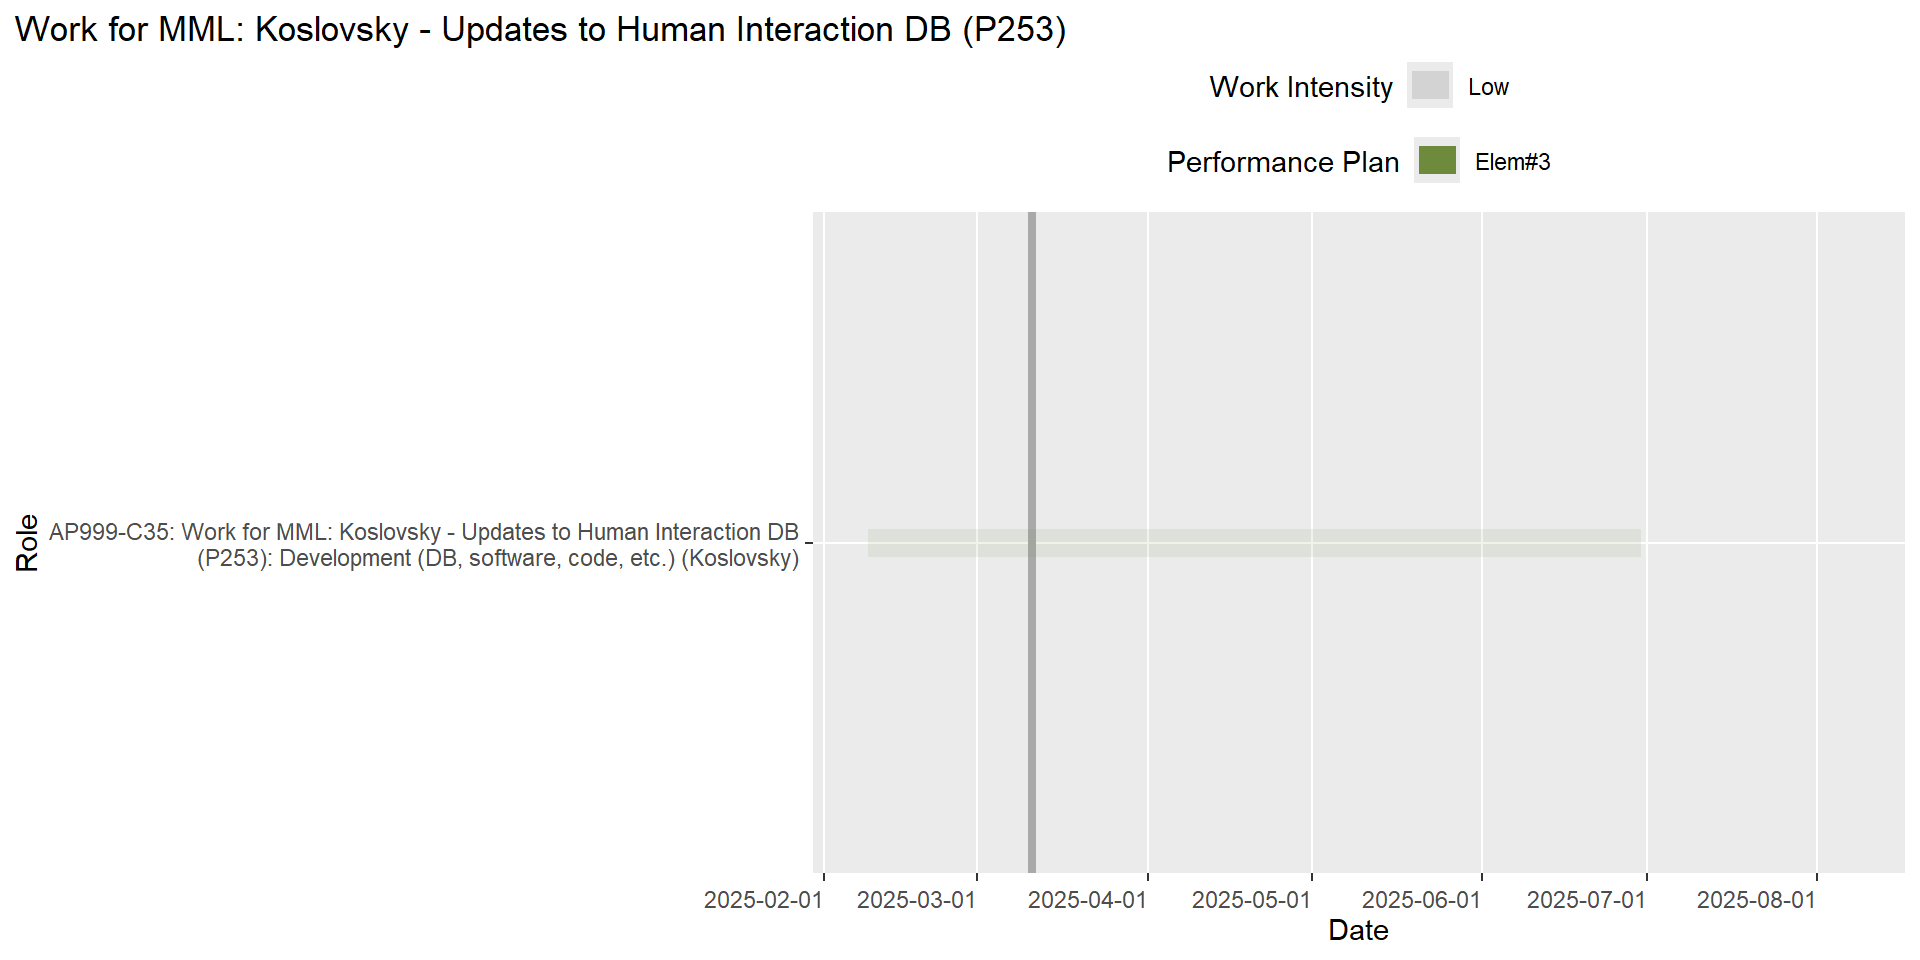 Work for MML: Koslovsky - Updates to Human Interaction DB (P253)
Work Intensity
Low
Performance Plan
Elem#3
Role
AP999-C35: Work for MML: Koslovsky - Updates to Human Interaction DB
(P253): Development (DB, software, code, etc.) (Koslovsky)
2025-02-01
2025-03-01
2025-04-01
2025-05-01
2025-06-01
2025-07-01
2025-08-01
Date